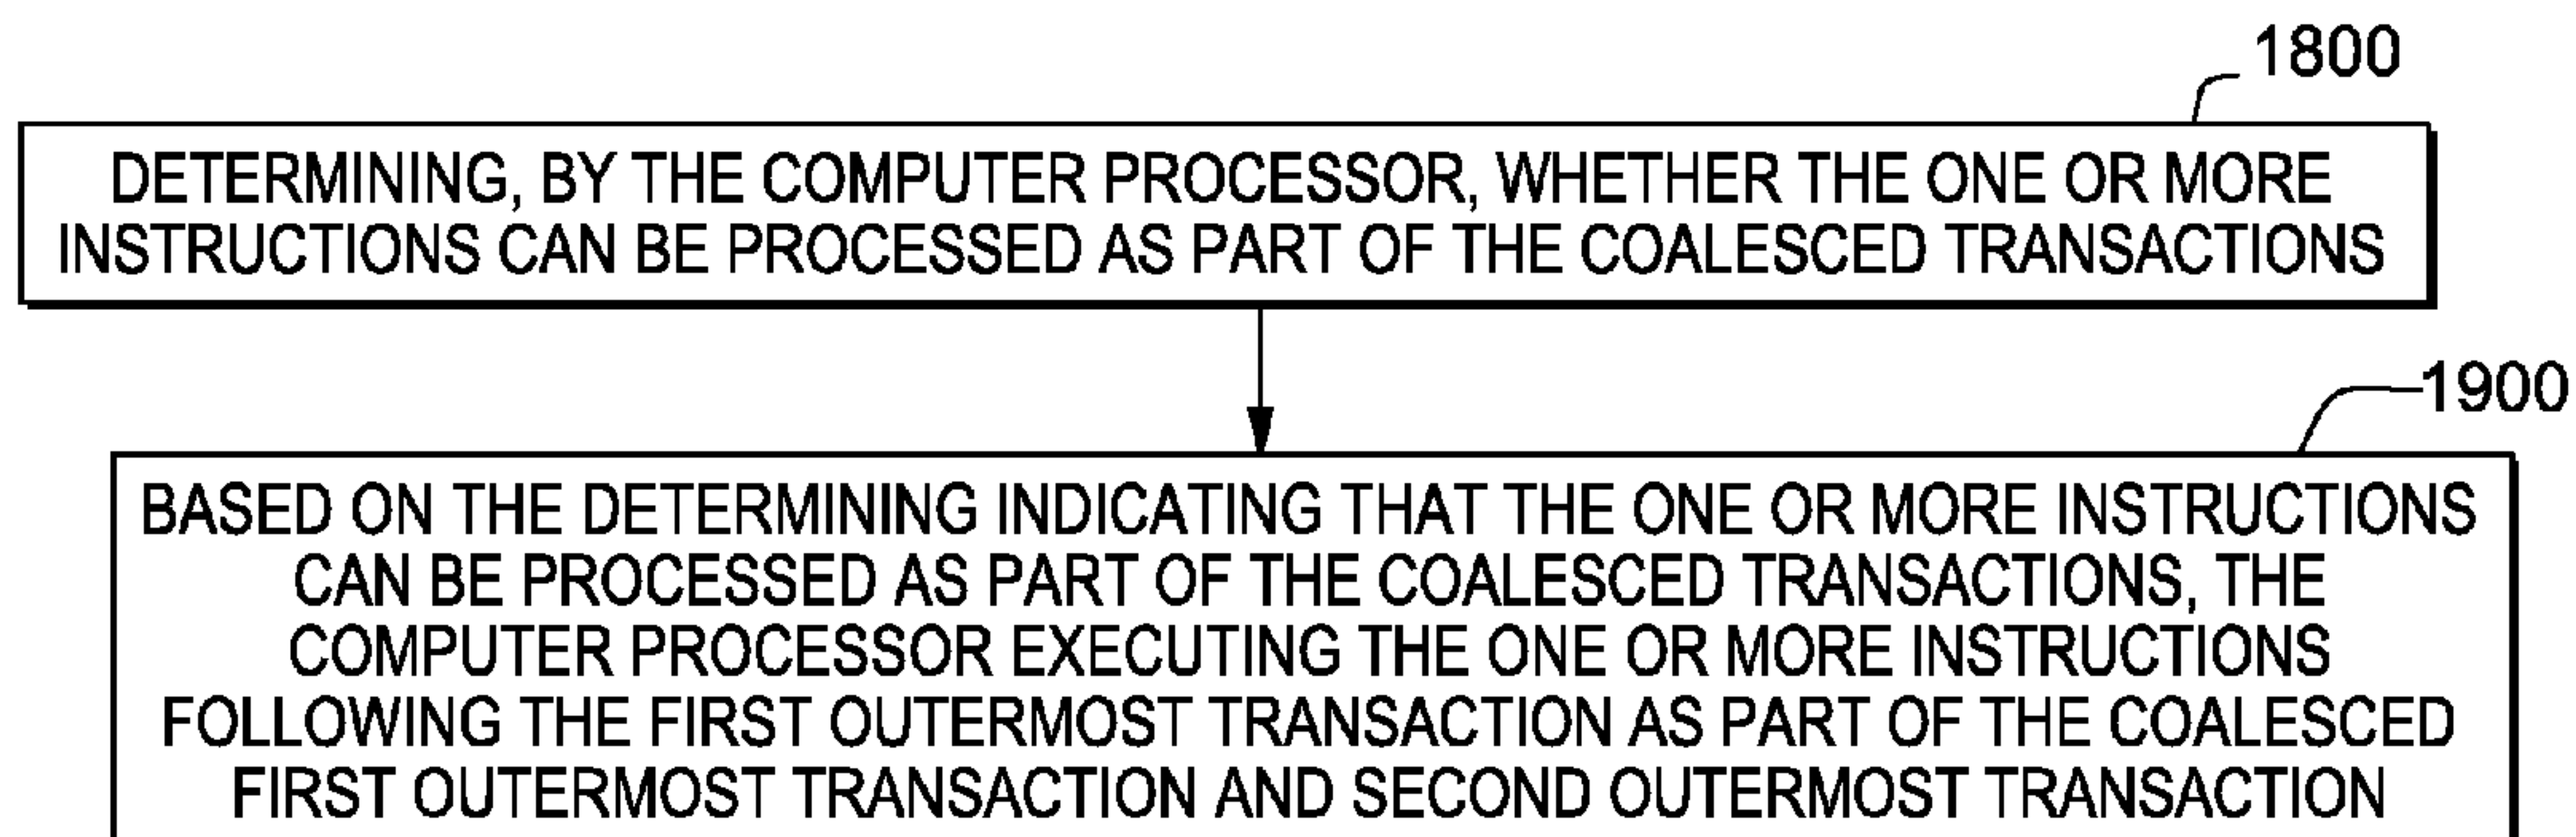 1800
DETERMINING, BY THE COMPUTER PROCESSOR, WHETHER THE ONE OR MORE
INSTRUCTIONS CAN BE PROCESSED AS PART OF THE COALESCED TRANSACTIONS
1900
BASED ON THE DETERMINING INDICATING THAT THE ONE OR MORE INSTRUCTIONS
CAN BE PROCESSED AS PART OF THE COALESCED TRANSACTIONS, THE
COMPUTER PROCESSOR EXECUTING THE ONE OR MORE INSTRUCTIONS
FOLLOWING THE FIRST OUTERMOST TRANSACTION AS PART OF THE COALESCED
FIRST OUTERMOST TRANSACTION AND SECOND OUTERMOST TRANSACTION